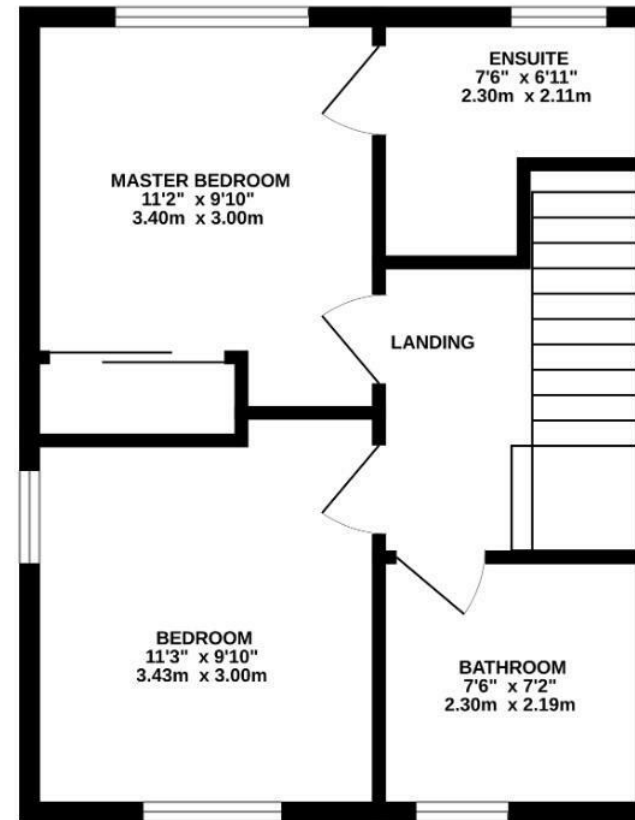 ENSUITE
7'6" x 6'11"
2.30m x 2.11m
MASTER BEDROOM
11'2" x 9'10"
3.40m x 3.00m
LANDING
BEDROOM
11'3" x 9'10"
3.43m x 3.00m
BATHROOM
7'6" x 7'2"
2.30m x 2.19m